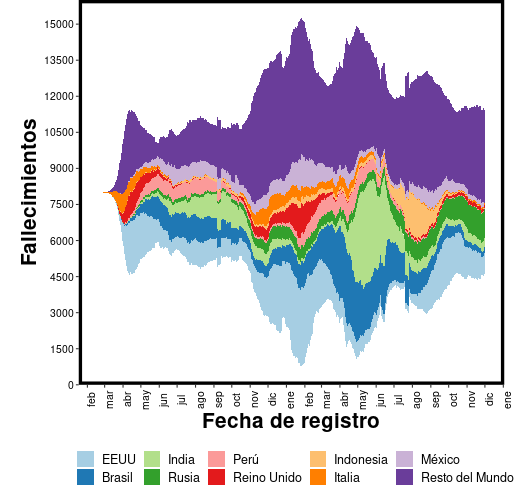 Fallecimientos
15000
13500
12000
10500
9000
7500
6000
4500
3000
1500
0
feb mar abr may jun jul ago sep oct nov dic ene feb mar abr may jun jul ago sep oct nov dic ene
Fecha de registro
EEUU India Perú Indonesia México
Brasil Rusia Reino Unido Italia Resto del Mundo